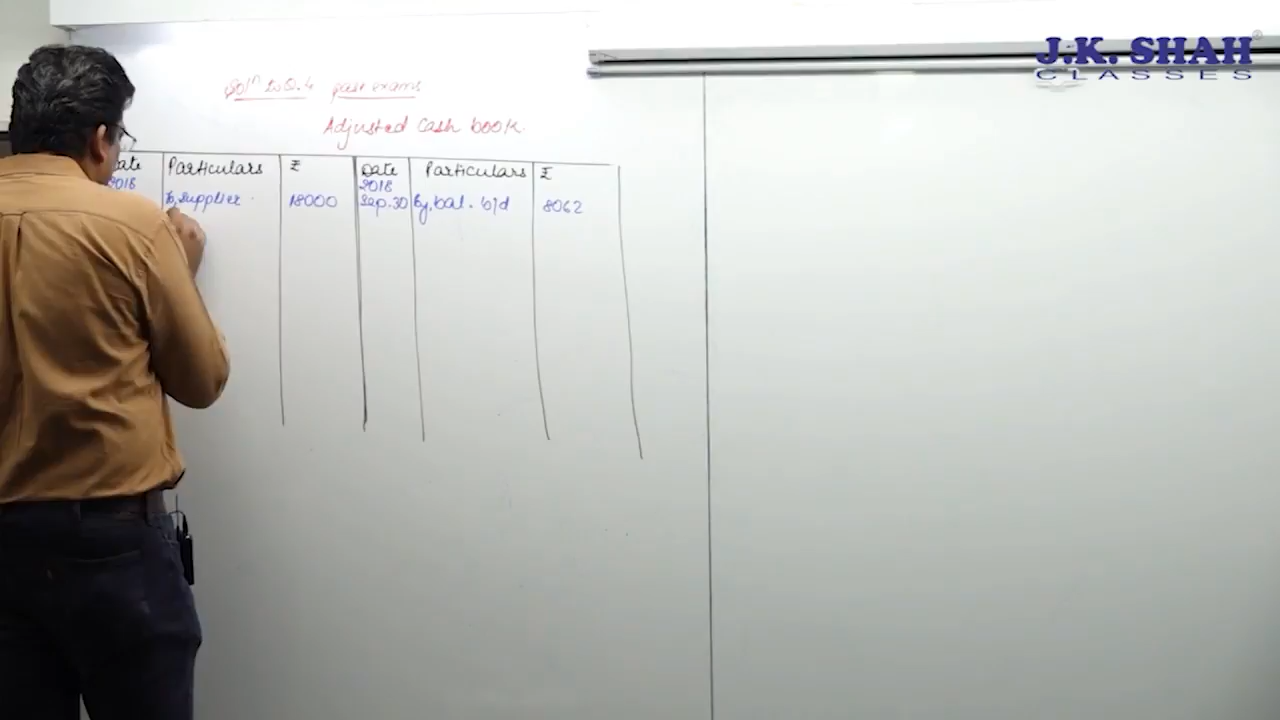 J.K. SHAH®
CLASSES
Solⁿ to Q.4 past exams
Adjusted Cash book.
Date Particulars ₹ Date Particulars ₹
2018 2018
To, Supplier. 18000 Sep.30 By, bal. b/d 8062